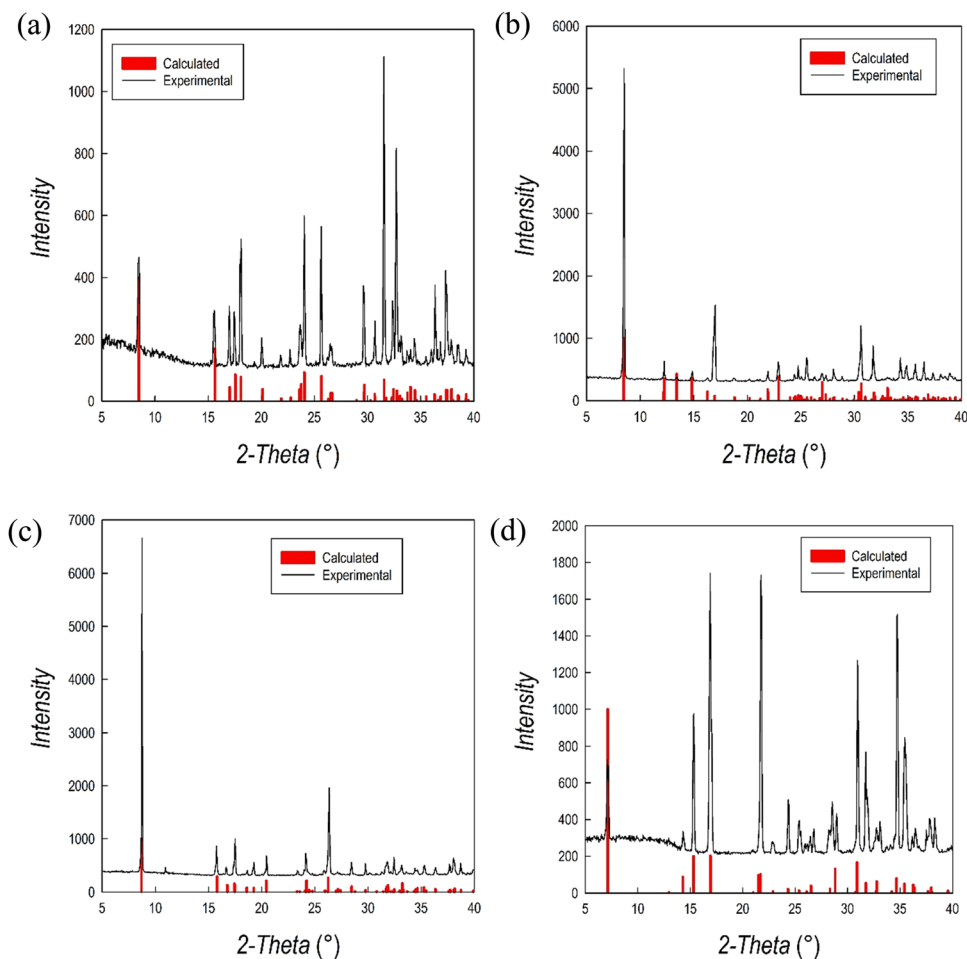 (a)
1200
1000
800
600
400
200
0
Intensity
Calculated
Experimental
5 10 15 20 25 30 35 40
2-Theta (°)
(b)
6000
5000
4000
3000
2000
1000
0
Intensity
Calculated
Experimental
5 10 15 20 25 30 35 40
2-Theta (°)
(c)
7000
6000
5000
4000
3000
2000
1000
0
Intensity
Calculated
Experimental
5 10 15 20 25 30 35 40
2-Theta (°)
(d)
2000
1800
1600
1400
1200
1000
800
600
400
200
0
Intensity
Calculated
Experimental
5 10 15 20 25 30 35 40
2-Theta (°)